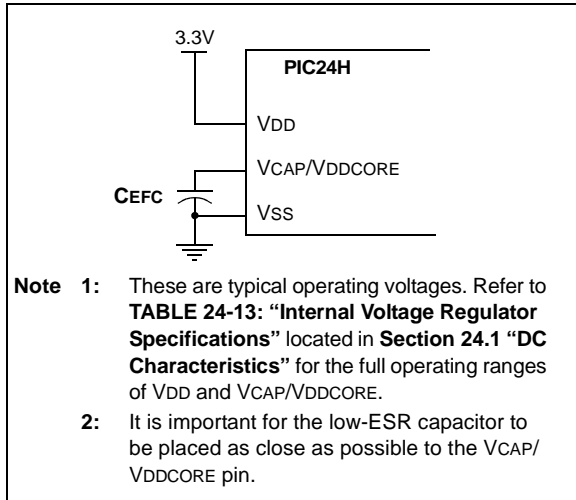 3.3V
PIC24H
VDD
VCAP/VDDCORE
CEFC
VSS
Note 1: These are typical operating voltages. Refer to
TABLE 24-13: “Internal Voltage Regulator
Specifications” located in Section 24.1 “DC
Characteristics” for the full operating ranges
of VDD and VCAP/VDDCORE.
2: It is important for the low-ESR capacitor to
be placed as close as possible to the VCAP/
VDDCORE pin.